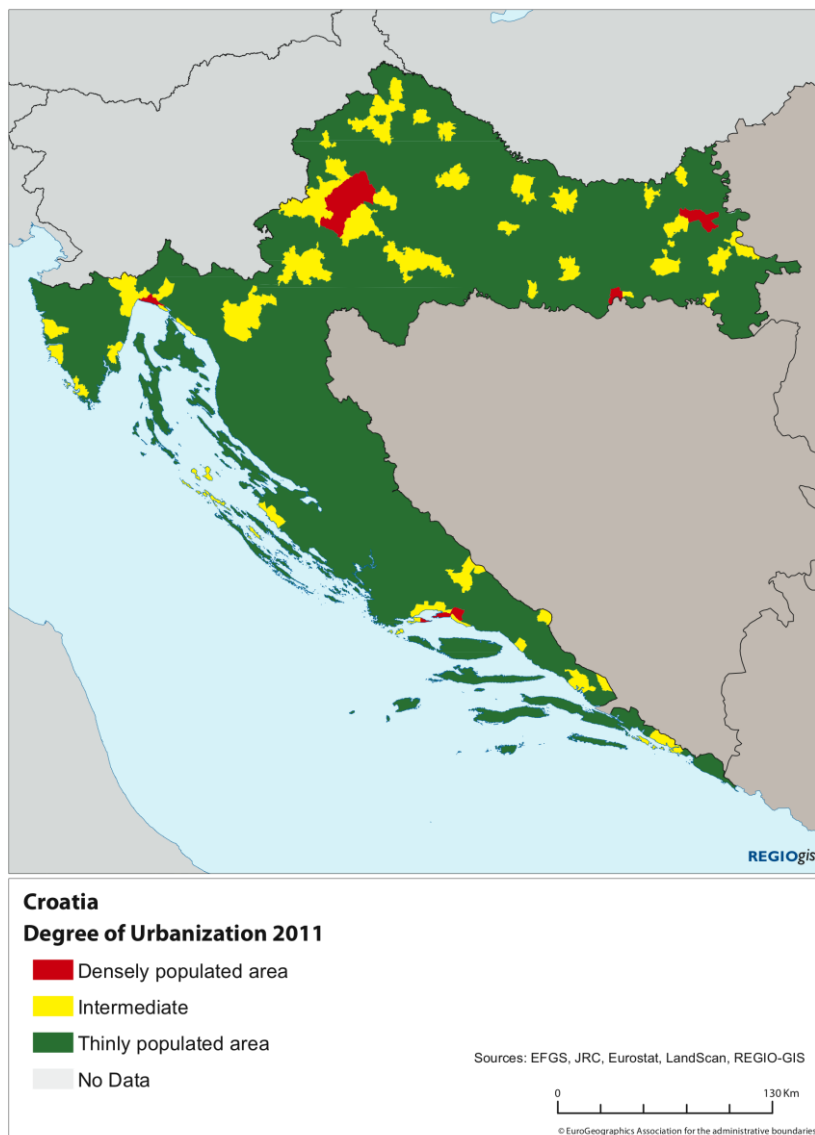 REGIOgis
Croatia
Degree of Urbanization 2011
Densely populated area
Intermediate
Thinly populated area
No Data
Sources: EFGS, JRC, Eurostat, LandScan, REGIO-GIS
0 130 Km
© EuroGeographics Association for the administrative boundaries